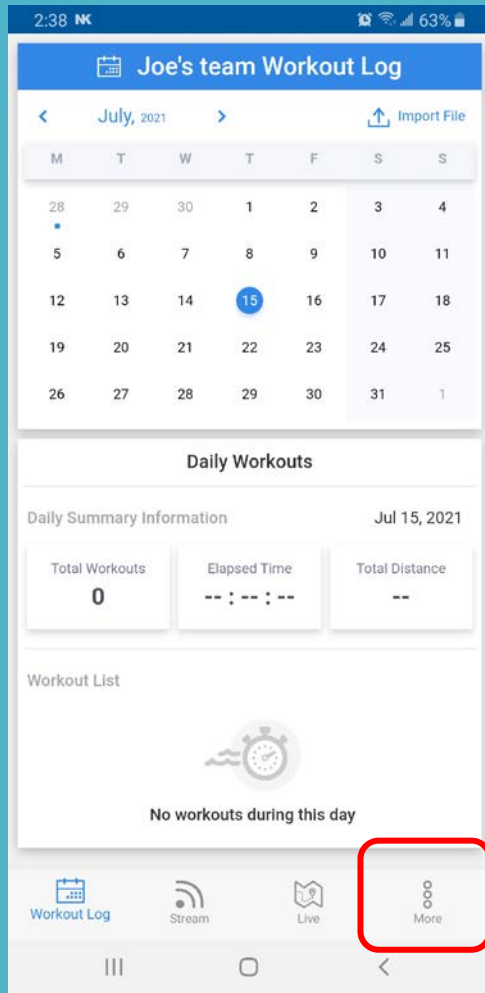 2:38 NK 63%
Joe's team Workout Log
July, 2021 Import File
M T W T F S S
28 29 30 1 2 3 4
5 6 7 8 9 10 11
12 13 14 15 16 17 18
19 20 21 22 23 24 25
26 27 28 29 30 31 1
Daily Workouts
Daily Summary Information Jul 15, 2021
Total Workouts Elapsed Time Total Distance
0 --:--:-- --
Workout List
No workouts during this day
Workout Log Stream Live More